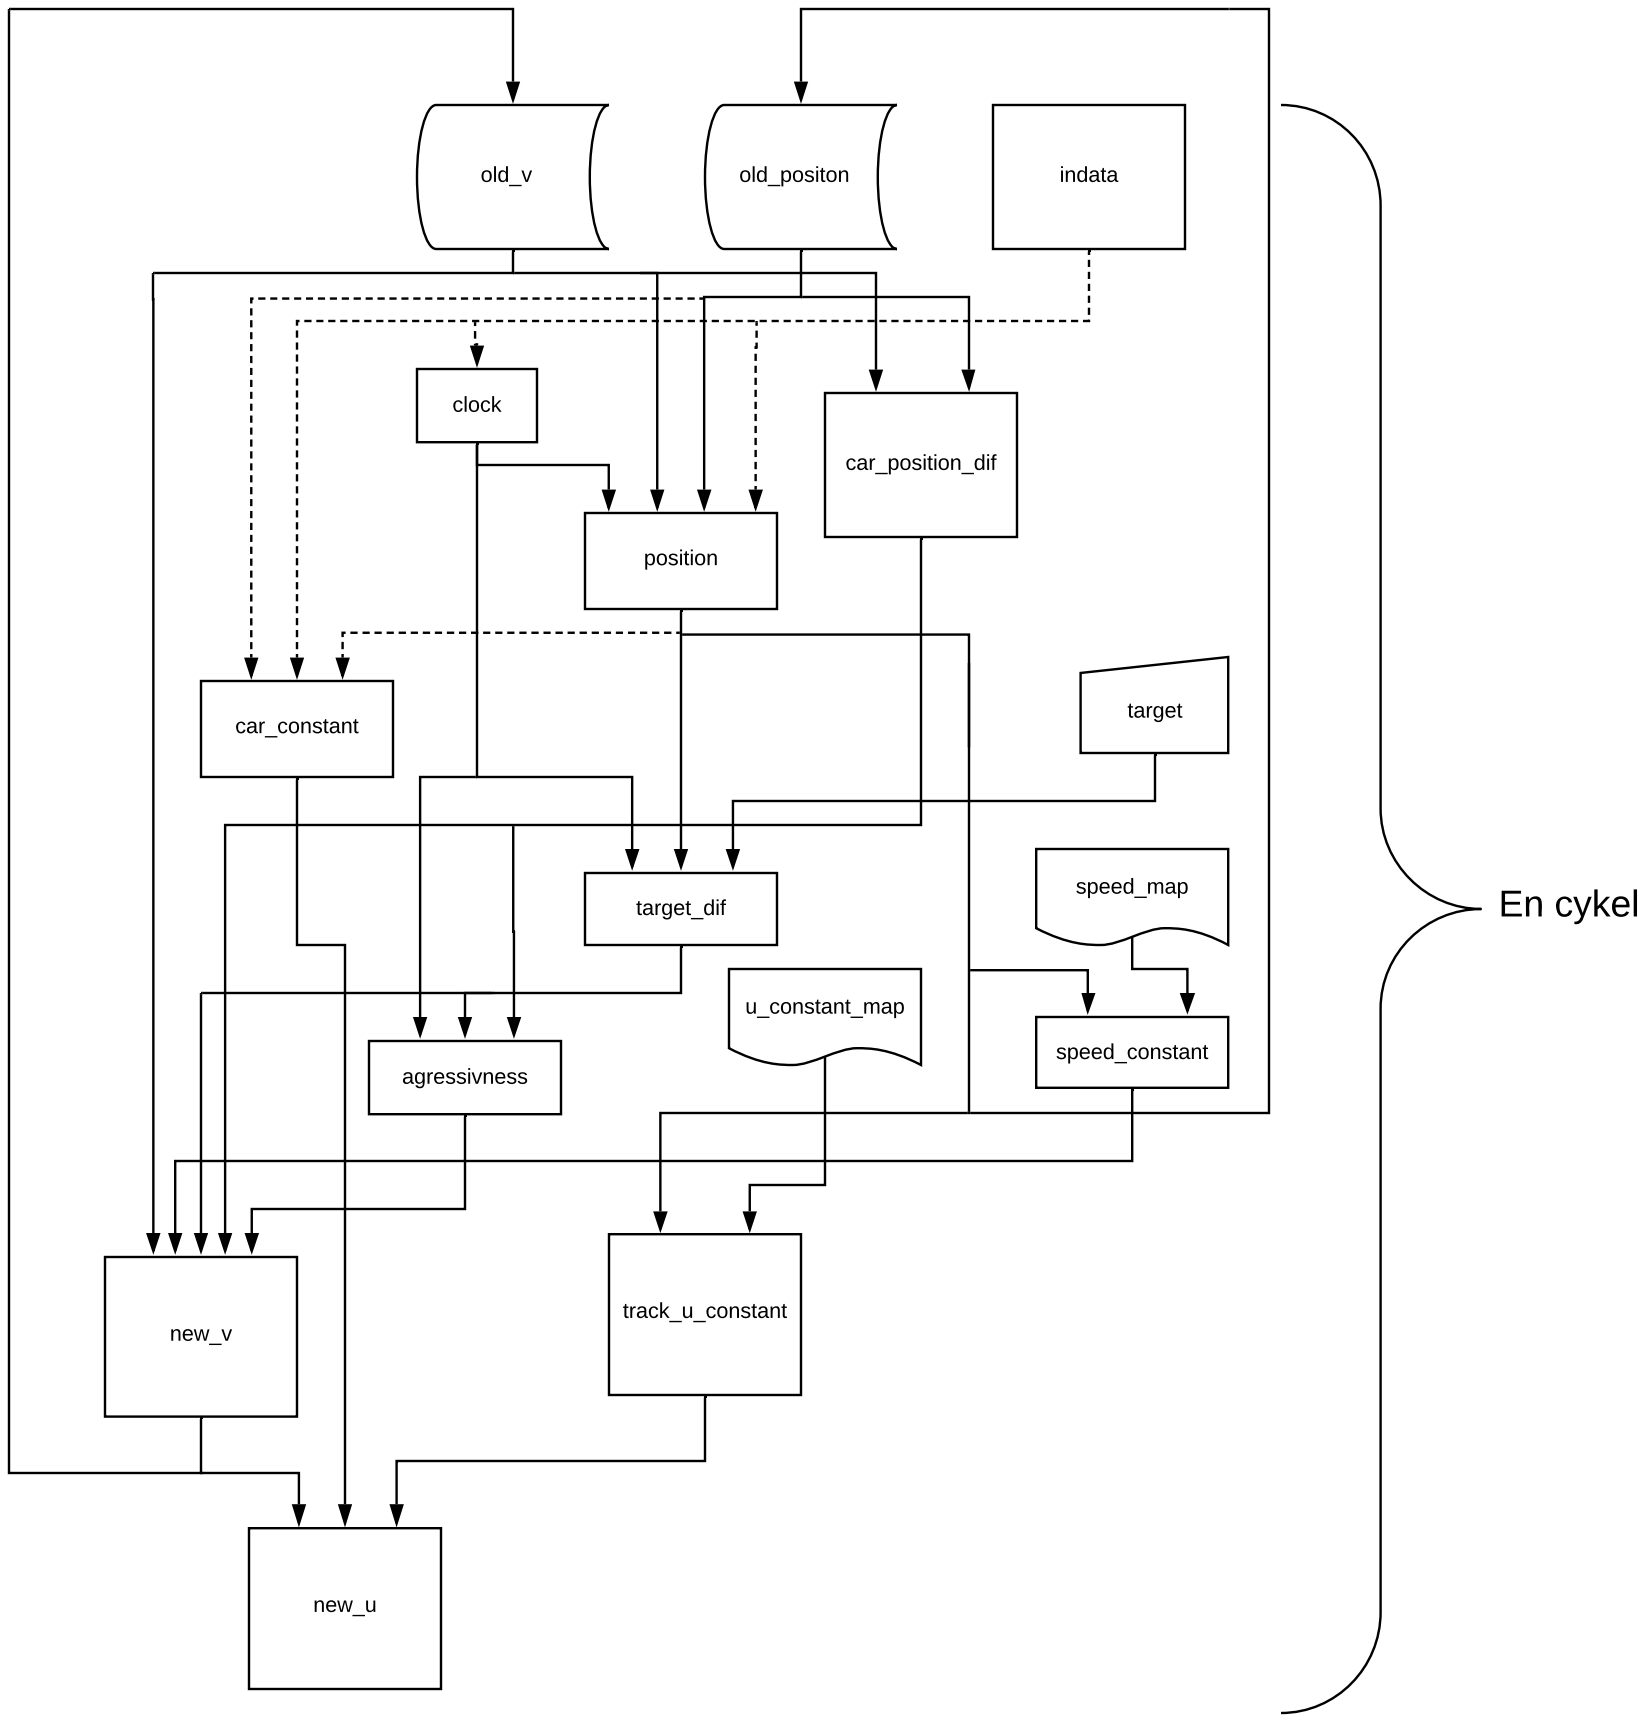 old_v
old_positon
indata
clock
car_position_dif
position
target
car_constant
speed_map
En cykel
target_dif
u_constant_map
speed_constant
agressivness
track_u_constant
new_v
new_u